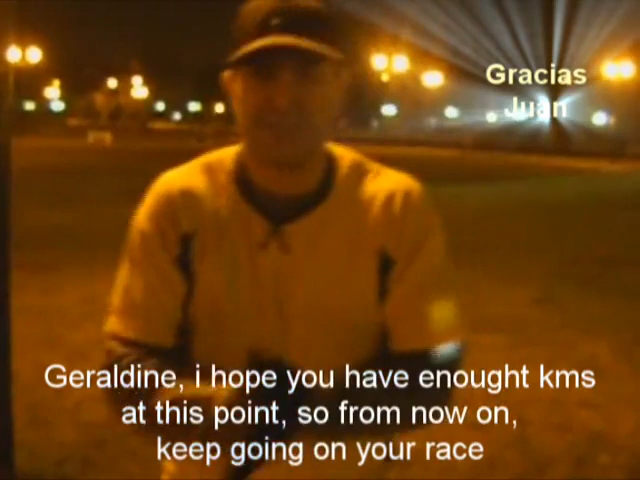 Gracias
Juan
Geraldine, i hope you have enought kms
at this point, so from now on,
keep going on your race